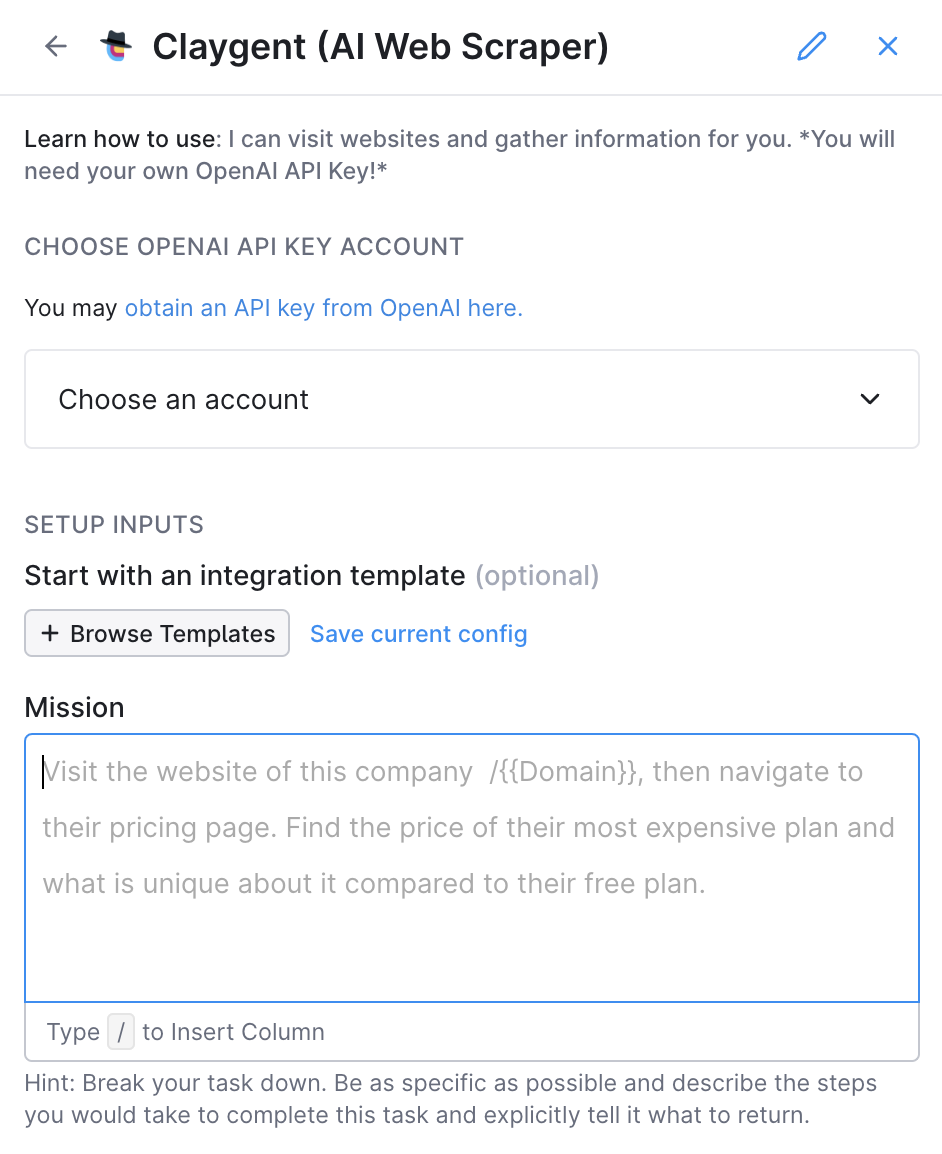 Claygent (AI Web Scraper)
Learn how to use: I can visit websites and gather information for you. *You will
need your own OpenAI API Key!*
CHOOSE OPENAI API KEY ACCOUNT
You may obtain an API key from OpenAI here.
Choose an account
SETUP INPUTS
Start with an integration template (optional)
+ Browse Templates Save current config
Mission
Visit the website of this company  /{{Domain}}, then navigate to
their pricing page. Find the price of their most expensive plan and
what is unique about it compared to their free plan.
Type / to Insert Column
Hint: Break your task down. Be as specific as possible and describe the steps
you would take to complete this task and explicitly tell it what to return.